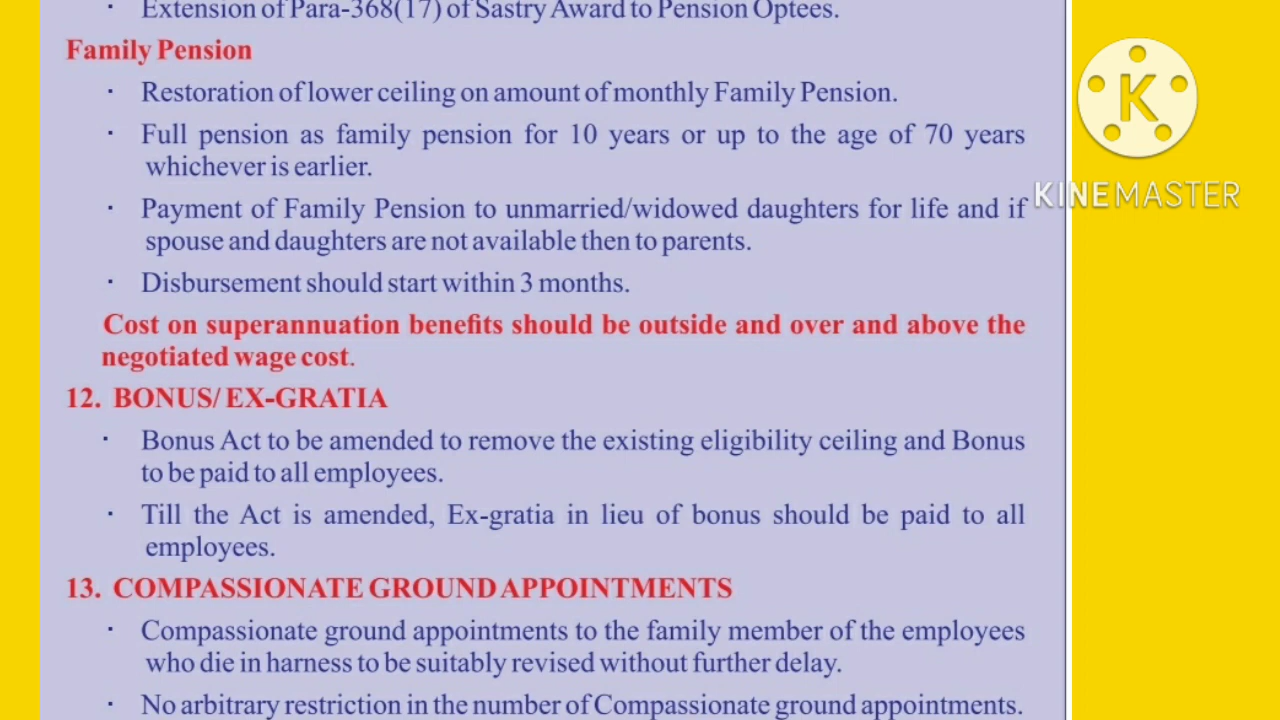 · Extension of Para-368(17) of Sastry Award to Pension Optees.
Family Pension
· Restoration of lower ceiling on amount of monthly Family Pension.
· Full pension as family pension for 10 years or up to the age of 70 years
whichever is earlier.
· Payment of Family Pension to unmarried/widowed daughters for life and if
spouse and daughters are not available then to parents.
· Disbursement should start within 3 months.
Cost on superannuation benefits should be outside and over and above the
negotiated wage cost.
12. BONUS/ EX-GRATIA
· Bonus Act to be amended to remove the existing eligibility ceiling and Bonus
to be paid to all employees.
· Till the Act is amended, Ex-gratia in lieu of bonus should be paid to all
employees.
13. COMPASSIONATE GROUND APPOINTMENTS
· Compassionate ground appointments to the family member of the employees
who die in harness to be suitably revised without further delay.
· No arbitrary restriction in the number of Compassionate ground appointments.
K
KINEMASTER